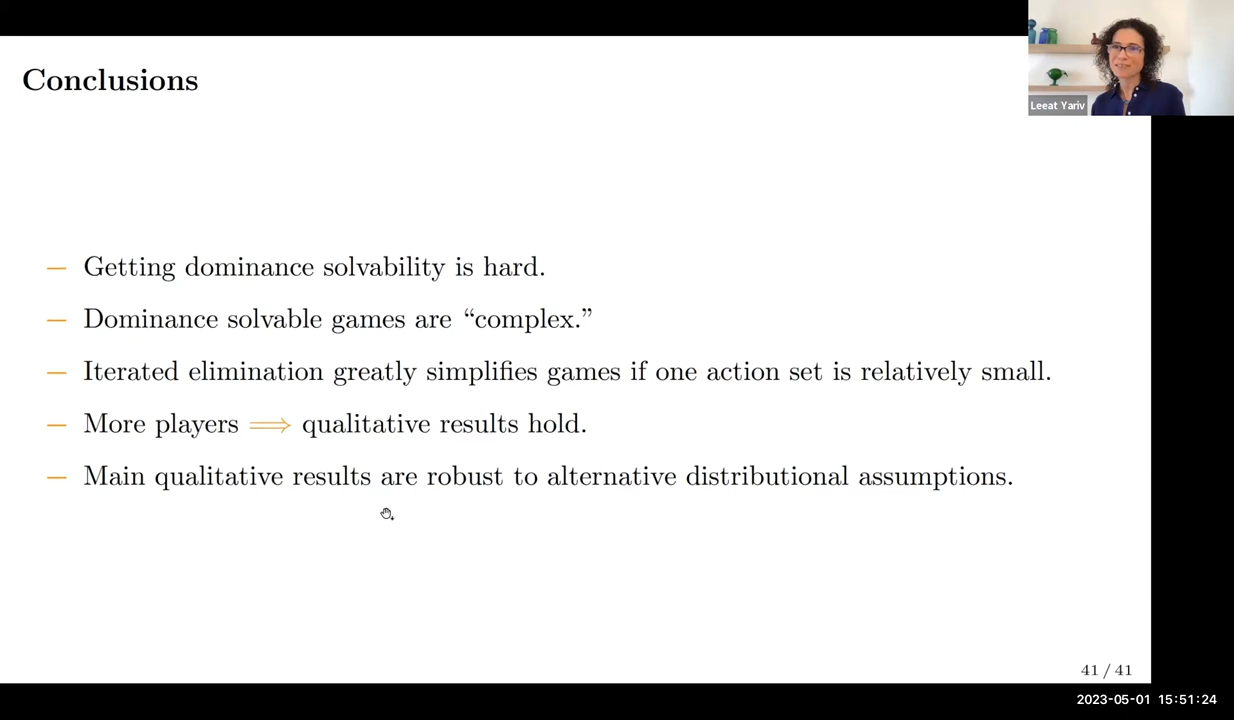 Conclusions
Leeat Yariv
— Getting dominance solvability is hard.
— Dominance solvable games are “complex.”
— Iterated elimination greatly simplifies games if one action set is relatively small.
— More players ⟹ qualitative results hold.
— Main qualitative results are robust to alternative distributional assumptions.
41 / 41
2023-05-01 15:51:24